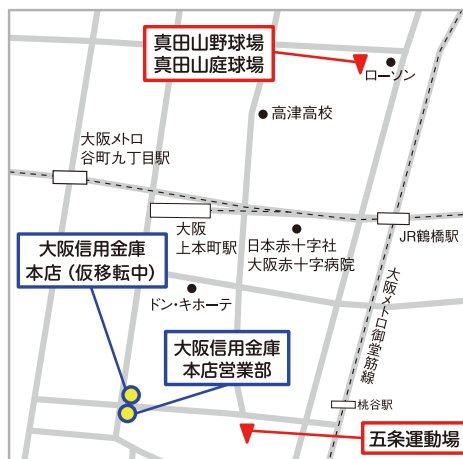 真田山野球場
真田山庭球場
ローソン
高津高校
大阪メトロ
谷町九丁目駅
大阪
上本町駅
日本赤十字社
大阪赤十字病院
JR鶴橋駅
大阪信用金庫
本店（仮移転中）
ドン・キホーテ
大阪メトロ御堂筋線
大阪信用金庫
本店営業部
桃谷駅
五条運動場